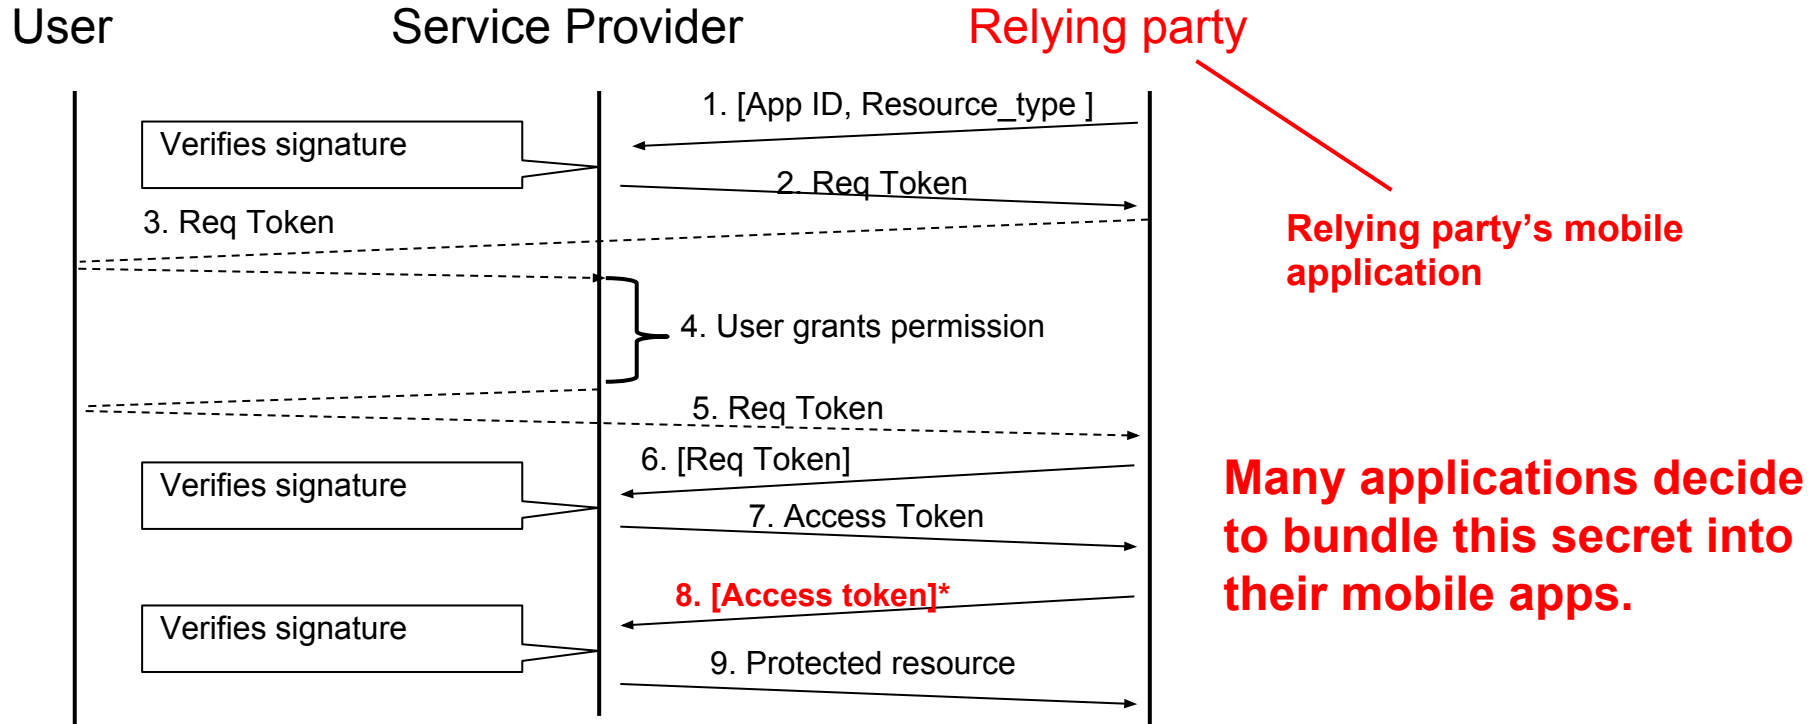 User
Service Provider
Relying party
1. [App ID, Resource_type ]
Verifies signature
2. Req Token
3. Req Token
Relying party’s mobile
application
4. User grants permission
5. Req Token
6. [Req Token]
Verifies signature
7. Access Token
Many applications decide
to bundle this secret into
their mobile apps.
8. [Access token]*
Verifies signature
9. Protected resource